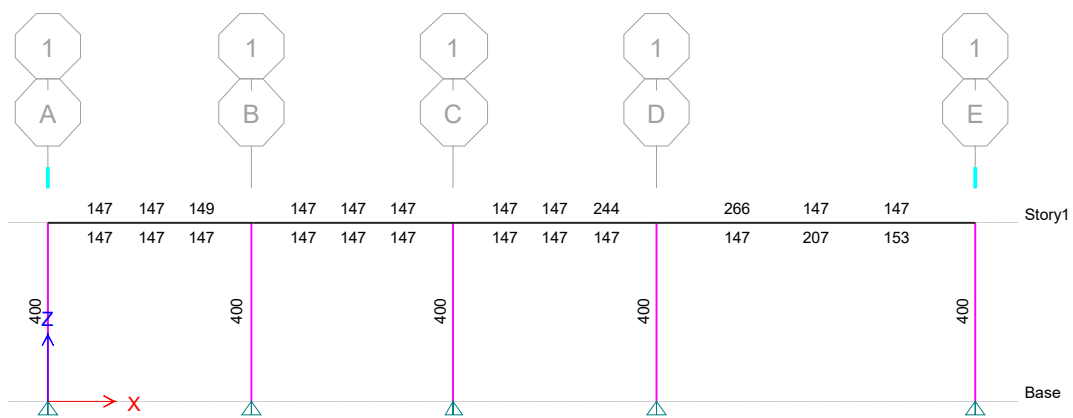 1 1 1 1 1
A B C D E
147 147 149 147 147 147 147 147 244 266 147 147
Story1
147 147 147 147 147 147 147 147 147 147 207 153
400 400 400 400 400
Z
X
Base